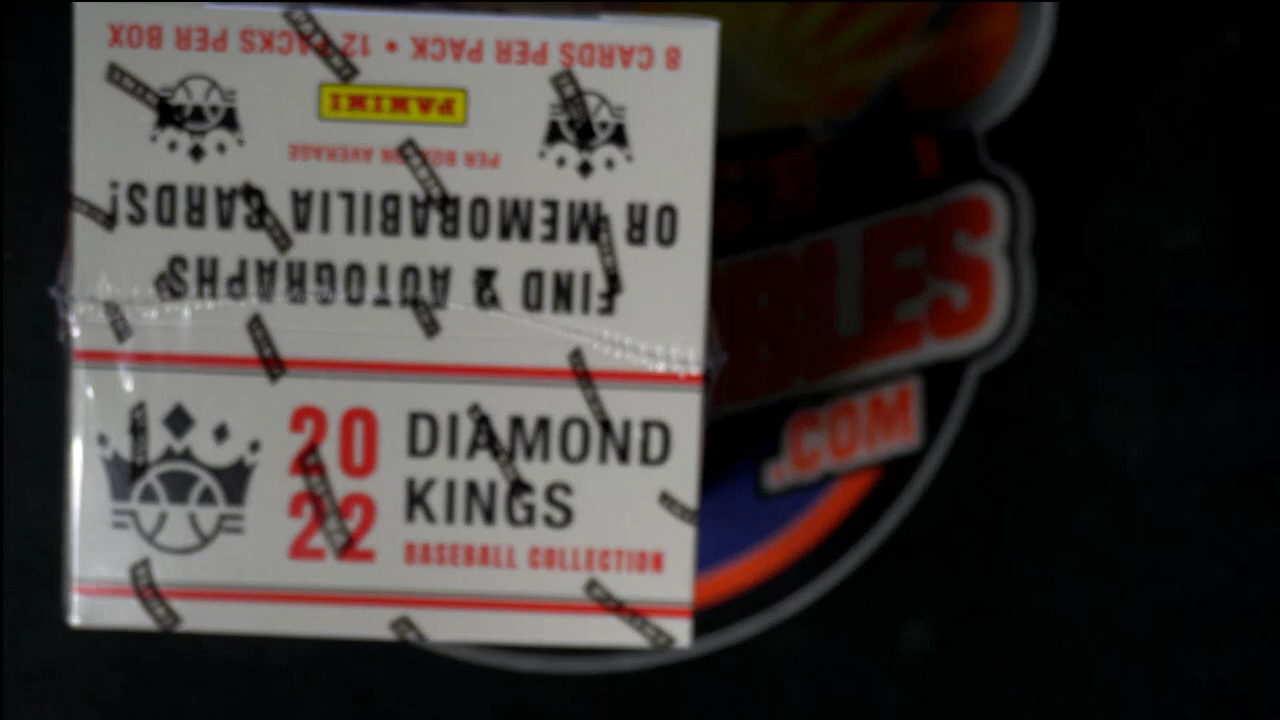 8 CARDS PER PACK • 12 PACKS PER BOX
PANINI
PER BOX ON AVERAGE
FIND 2 AUTOGRAPHS
OR MEMORABILIA CARDS!
20
22
DIAMOND
KINGS
BASEBALL COLLECTION
.COM